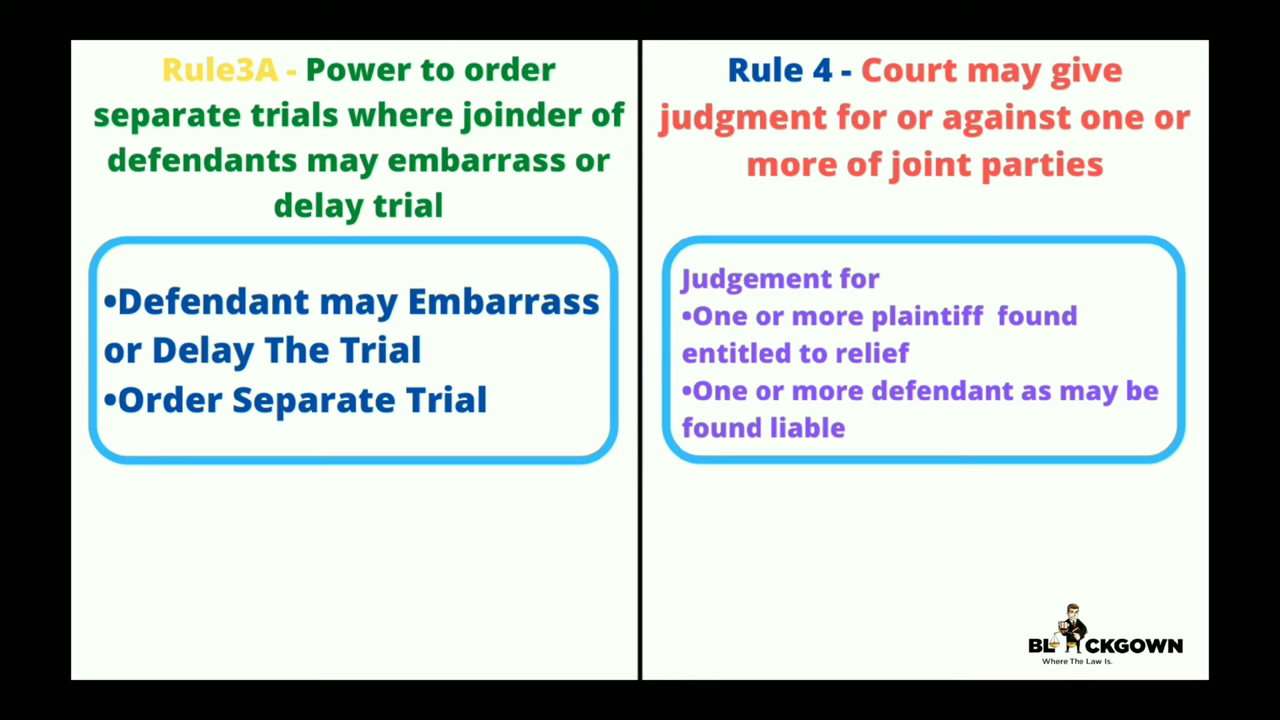 Rule3A - Power to order
separate trials where joinder of
defendants may embarrass or
delay trial
•Defendant may Embarrass
or Delay The Trial
•Order Separate Trial
Rule 4 - Court may give
judgment for or against one or
more of joint parties
Judgement for
•One or more plaintiff found
entitled to relief
•One or more defendant as may be
found liable
BLACKGOWN
Where The Law Is.